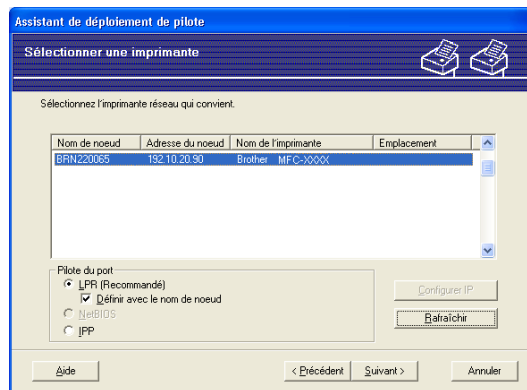 Assistant de déploiement de pilote
Sélectionner une imprimante
Sélectionnez l'imprimante réseau qui convient.
Nom de noeud Adresse du noeud Nom de l'imprimante Emplacement
BRN220065 192.10.20.90 Brother MFC-XXXX
Pilote du port
LPR (Recommandé)
Définir avec le nom de noeud
NetBIOS
IPP
Configurer IP
Rafraîchir
Aide < Précédent Suivant > Annuler